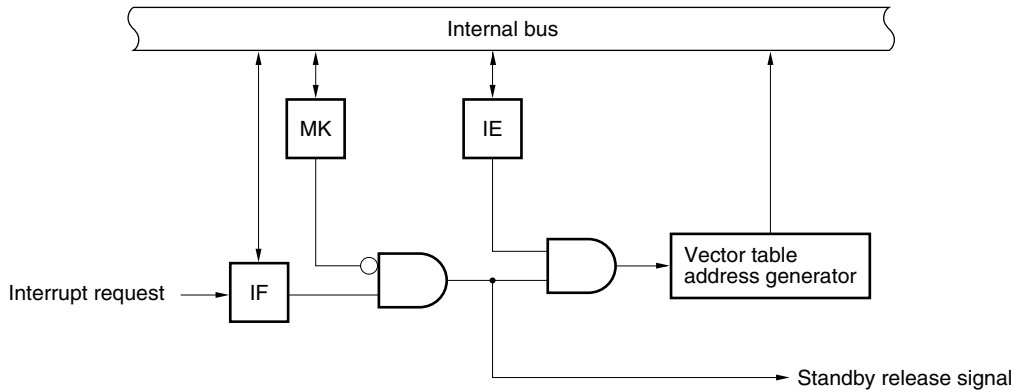 Internal bus
MK
IE
Interrupt request
IF
Vector table
address generator
Standby release signal